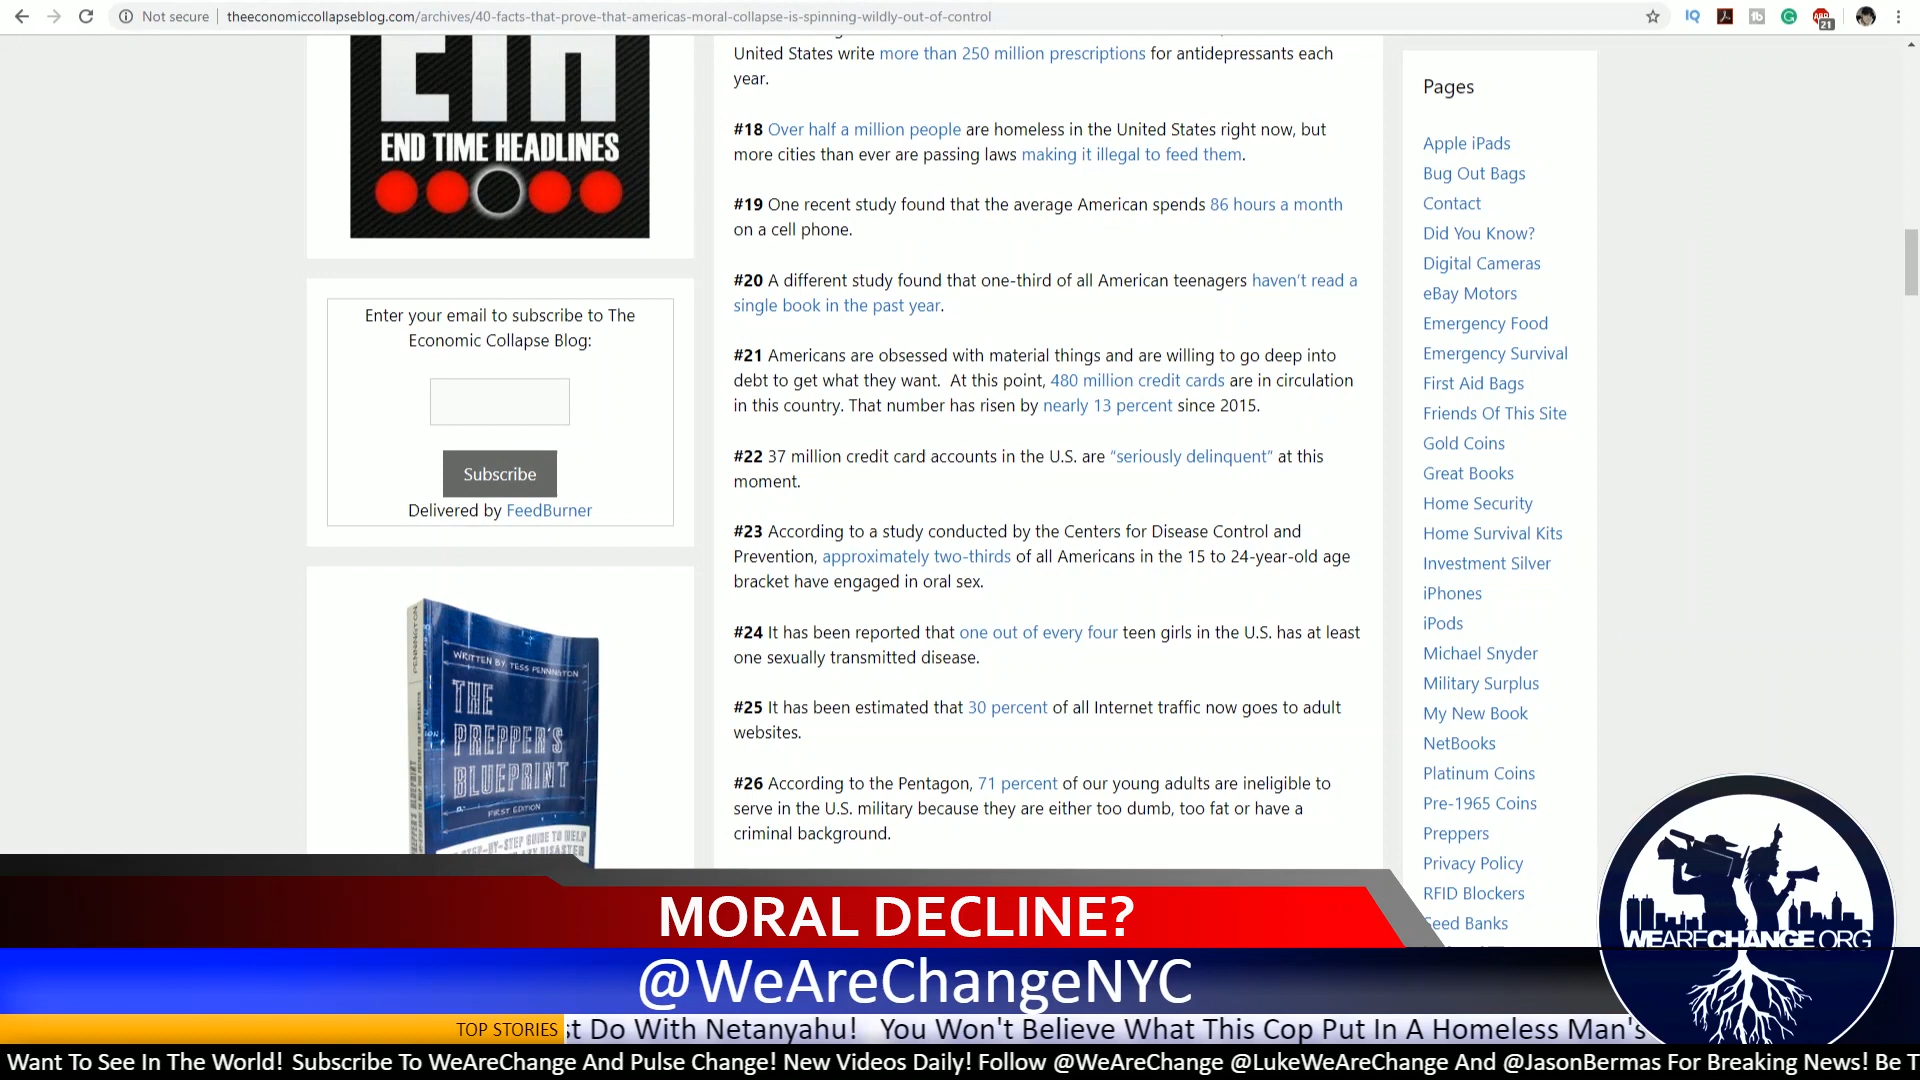 Not secure theeconomiccollapseblog.com/archives/40-facts-that-prove-that-americas-moral-collapse-is-spinning-wildly-out-of-control
21
END TIME HEADLINES
Enter your email to subscribe to The
Economic Collapse Blog:
Subscribe
Delivered by FeedBurner
WRITTEN BY TESS PENNINGTON
THE
PREPPER'S
BLUEPRINT
FIRST EDITION
United States write more than 250 million prescriptions for antidepressants each
year.
#18 Over half a million people are homeless in the United States right now, but
more cities than ever are passing laws making it illegal to feed them.
#19 One recent study found that the average American spends 86 hours a month
on a cell phone.
#20 A different study found that one-third of all American teenagers haven’t read a
single book in the past year.
#21 Americans are obsessed with material things and are willing to go deep into
debt to get what they want. At this point, 480 million credit cards are in circulation
in this country. That number has risen by nearly 13 percent since 2015.
#22 37 million credit card accounts in the U.S. are “seriously delinquent” at this
moment.
#23 According to a study conducted by the Centers for Disease Control and
Prevention, approximately two-thirds of all Americans in the 15 to 24-year-old age
bracket have engaged in oral sex.
#24 It has been reported that one out of every four teen girls in the U.S. has at least
one sexually transmitted disease.
#25 It has been estimated that 30 percent of all Internet traffic now goes to adult
websites.
#26 According to the Pentagon, 71 percent of our young adults are ineligible to
serve in the U.S. military because they are either too dumb, too fat or have a
criminal background.
Pages
Apple iPads
Bug Out Bags
Contact
Did You Know?
Digital Cameras
eBay Motors
Emergency Food
Emergency Survival
First Aid Bags
Friends Of This Site
Gold Coins
Great Books
Home Security
Home Survival Kits
Investment Silver
iPhones
iPods
Michael Snyder
Military Surplus
My New Book
NetBooks
Platinum Coins
Pre-1965 Coins
Preppers
Privacy Policy
RFID Blockers
Seed Banks
MORAL DECLINE?
@WeAreChangeNYC
WEARECHANGE.ORG
TOP STORIES st Do With Netanyahu! You Won't Believe What This Cop Put In A Homeless Man's
Want To See In The World! Subscribe To WeAreChange And Pulse Change! New Videos Daily! Follow @WeAreChange @LukeWeAreChange And @JasonBermas For Breaking News! Be T